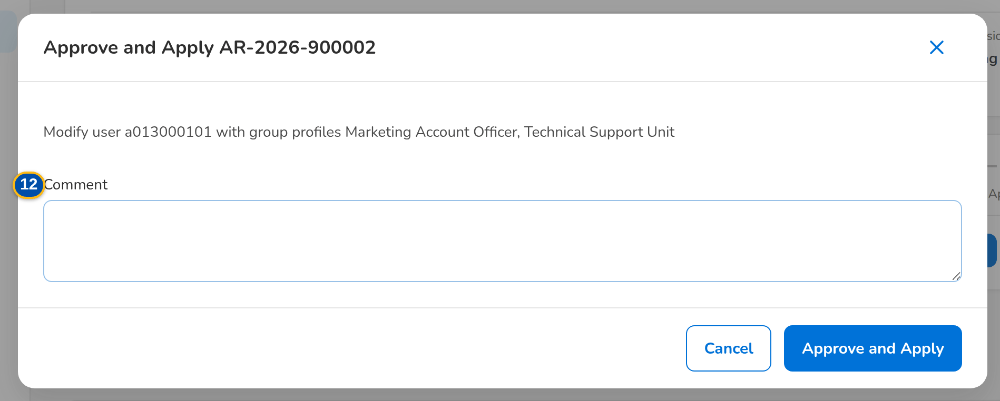 Approve and Apply AR-2026-900002
Modify user a013000101 with group profiles Marketing Account Officer, Technical Support Unit
12
Comment
Cancel
Approve and Apply